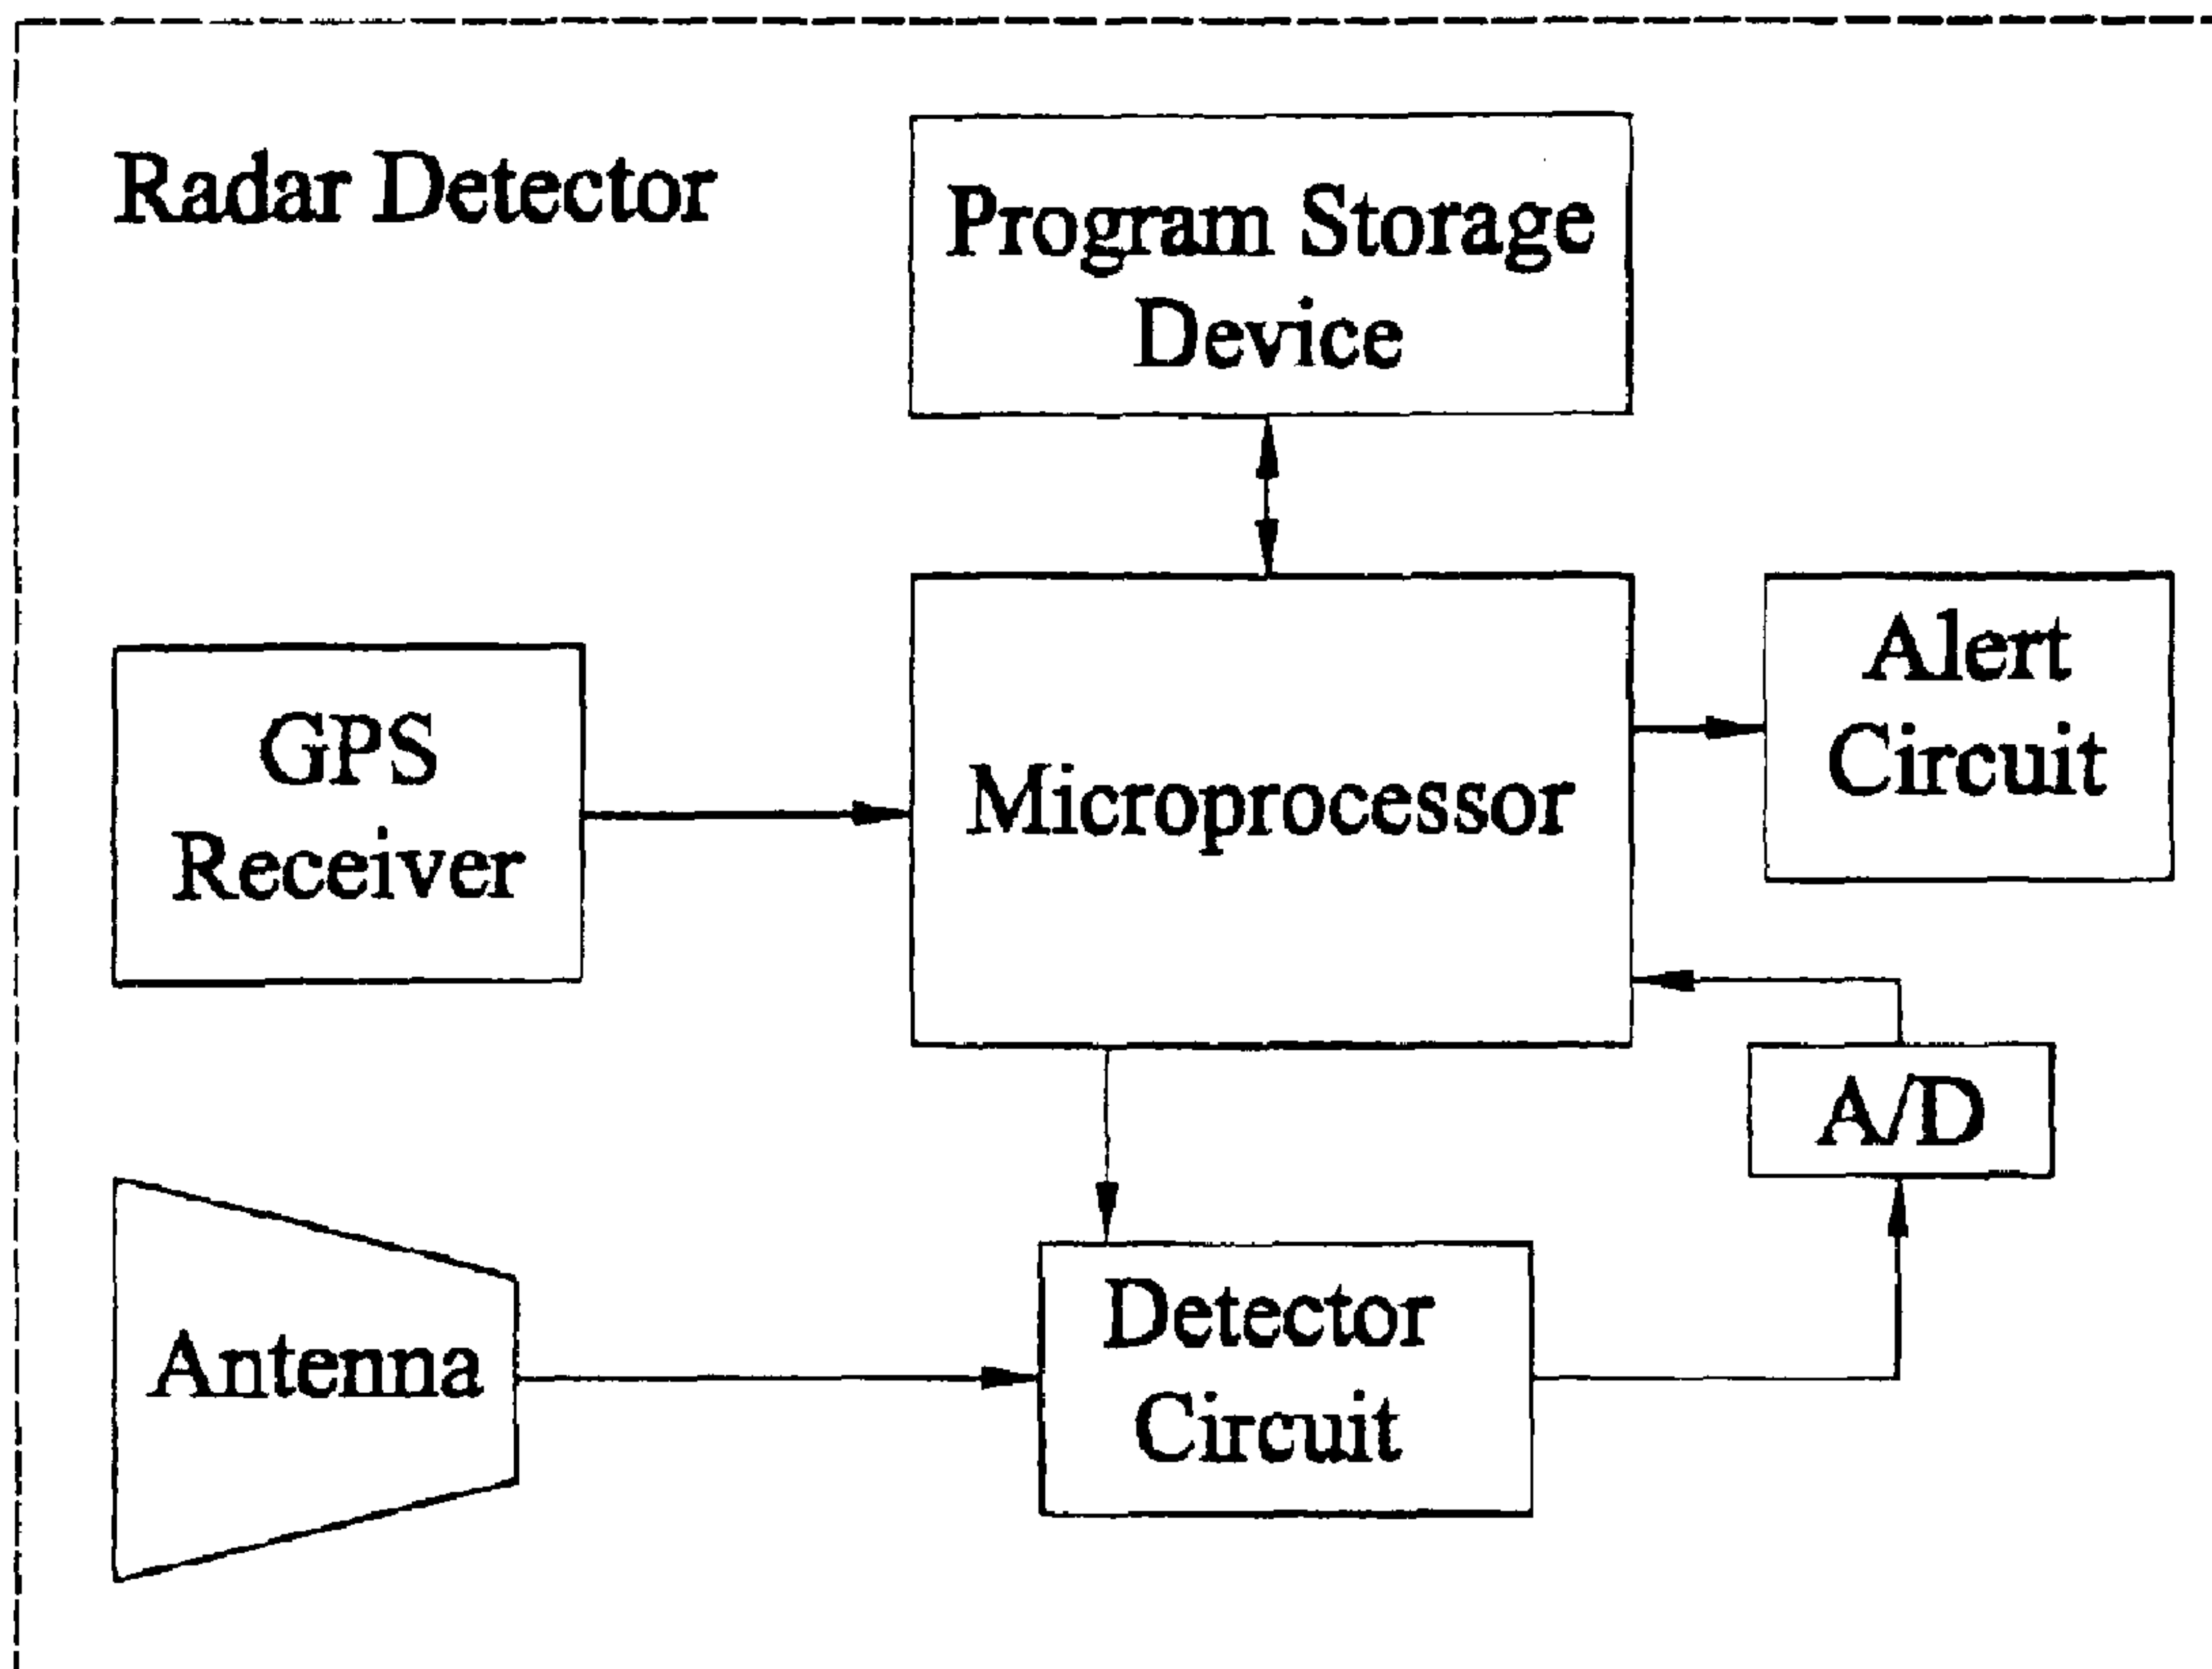 Radar Detector
Program Storage
Device
GPS
Receiver
Microprocessor
Alert
Circuit
A/D
Antenna
Detector
Circuit